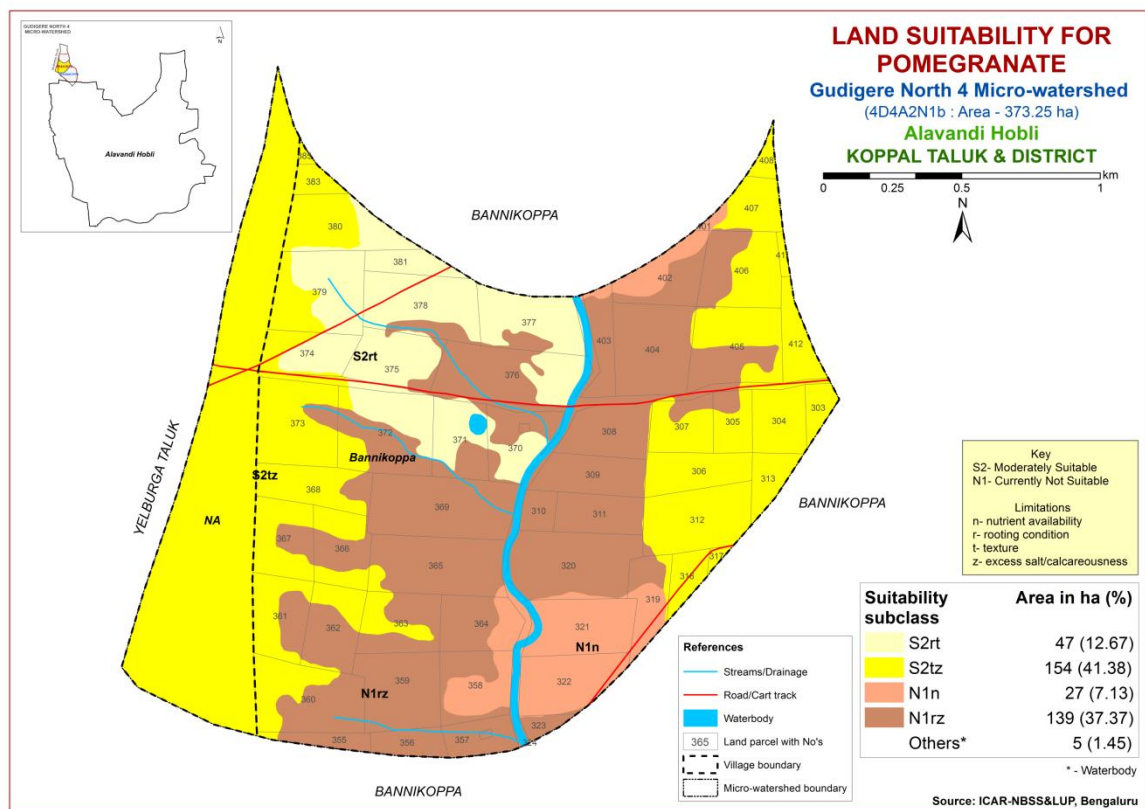 GUDIGERE NORTH 4
MICRO-WATERSHED
N
Alavandi Hobli
LAND SUITABILITY FOR
POMEGRANATE
Gudigere North 4 Micro-watershed
(4D4A2N1b : Area - 373.25 ha)
Alavandi Hobli
KOPPAL TALUK & DISTRICT
km
0 0.25 0.5 1
N
BANNIKOPPA
383
380
381
379
378
377
374
S2rt
375
376
408
407
402
406
403
404
405
412
373
372
371
370
Bannikoppa
308
307
305
304
303
S2tz
368
309
306
313
YELBURGA TALUK
NA
369
310
311
312
BANNIKOPPA
367
366
365
320
317
316
319
361
362
363
364
321
N1n
359
358
322
360
N1rz
355
356
357
323
324
BANNIKOPPA
Key
S2- Moderately Suitable
N1- Currently Not Suitable
Limitations
n- nutrient availability
r- rooting condition
t- texture
z- excess salt/calcareousness
Suitability subclass Area in ha (%)
S2rt 47 (12.67)
S2tz 154 (41.38)
N1n 27 (7.13)
N1rz 139 (37.37)
Others* 5 (1.45)
* - Waterbody
References
Streams/Drainage
Road/Cart track
Waterbody
365 Land parcel with No's
Village boundary
Micro-watershed boundary
Source: ICAR-NBSS&LUP, Bengaluru